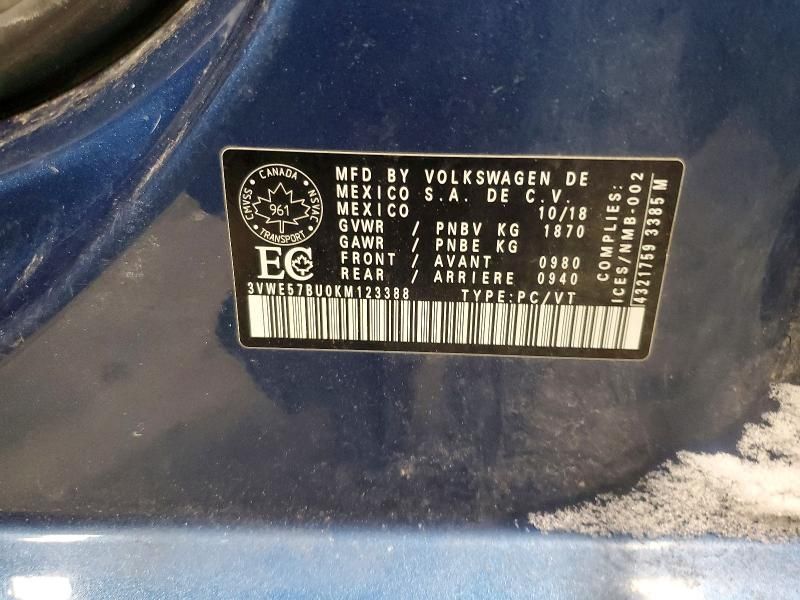 CANADA
CMVSS
NSVAC
961
TRANSPORT
EC
MFD BY VOLKSWAGEN DE
MEXICO S.A. DE C.V.
MEXICO 10/18
GVWR / PNBV KG 1870
GAWR / PNBE KG
FRONT / AVANT 0980
REAR / ARRIERE 0940
3VWE57BU0KM123388 TYPE:PC/VT
COMPLIES:
ICES/NMB-002
4321759 3385 M